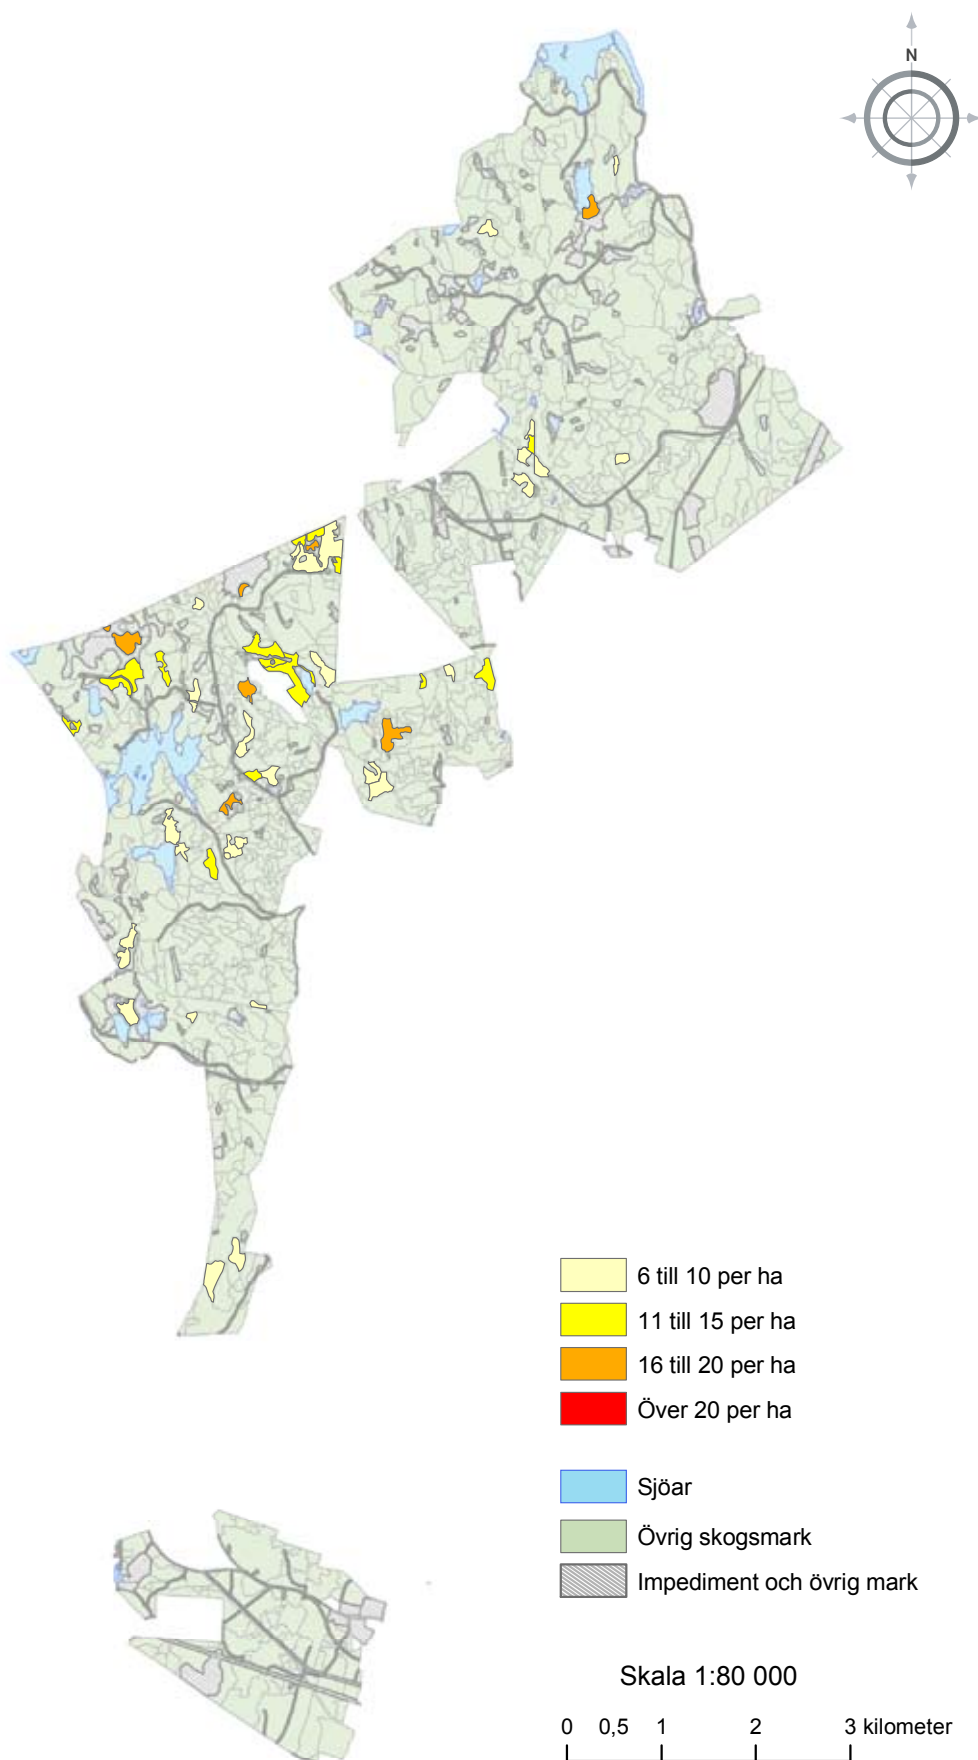 N
6 till 10 per ha
11 till 15 per ha
16 till 20 per ha
Över 20 per ha
Sjöar
Övrig skogsmark
Impediment och övrig mark
Skala 1:80 000
0 0,5 1 2 3 kilometer